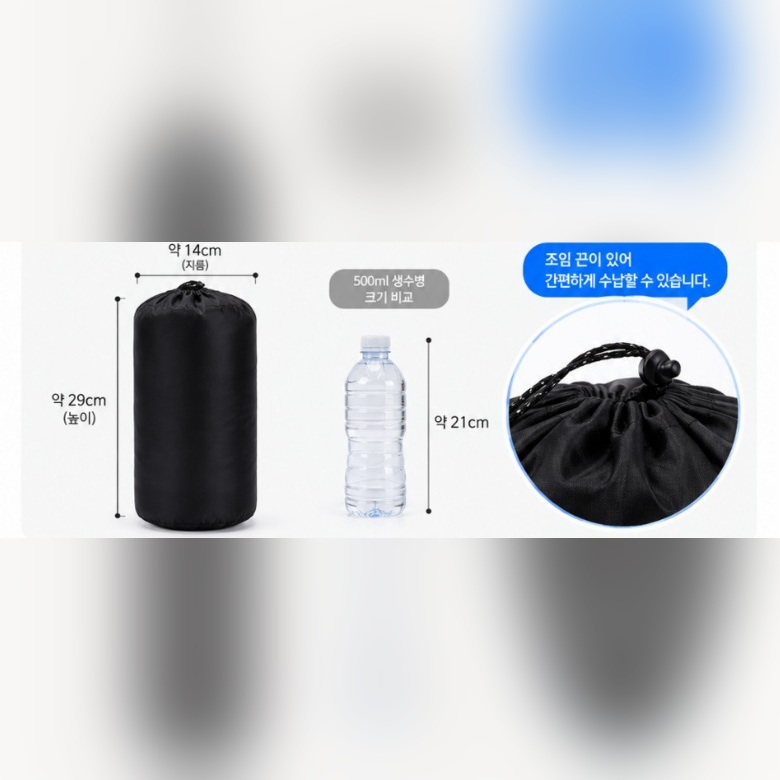 약 14cm
(지름)
약 29cm
(높이)
500ml 생수병
크기 비교
약 21cm
조임 끈이 있어
간편하게 수납할 수 있습니다.